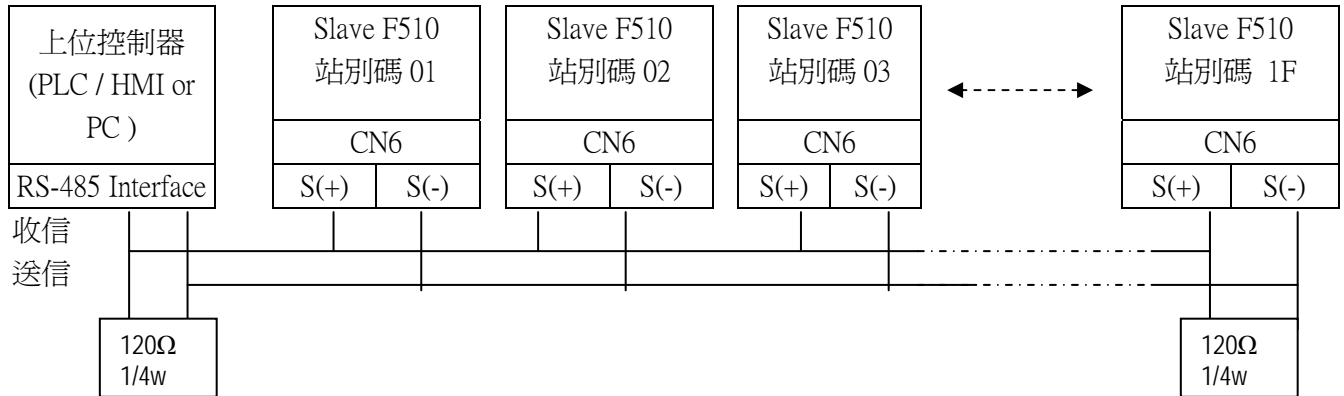 上位控制器
(PLC / HMI or
PC )
RS-485 Interface
Slave F510
站別碼 01
CN6
S(+) S(-)
Slave F510
站別碼 02
CN6
S(+) S(-)
Slave F510
站別碼 03
CN6
S(+) S(-)
Slave F510
站別碼 1F
CN6
S(+) S(-)
收信
送信
120Ω
1/4w
120Ω
1/4w